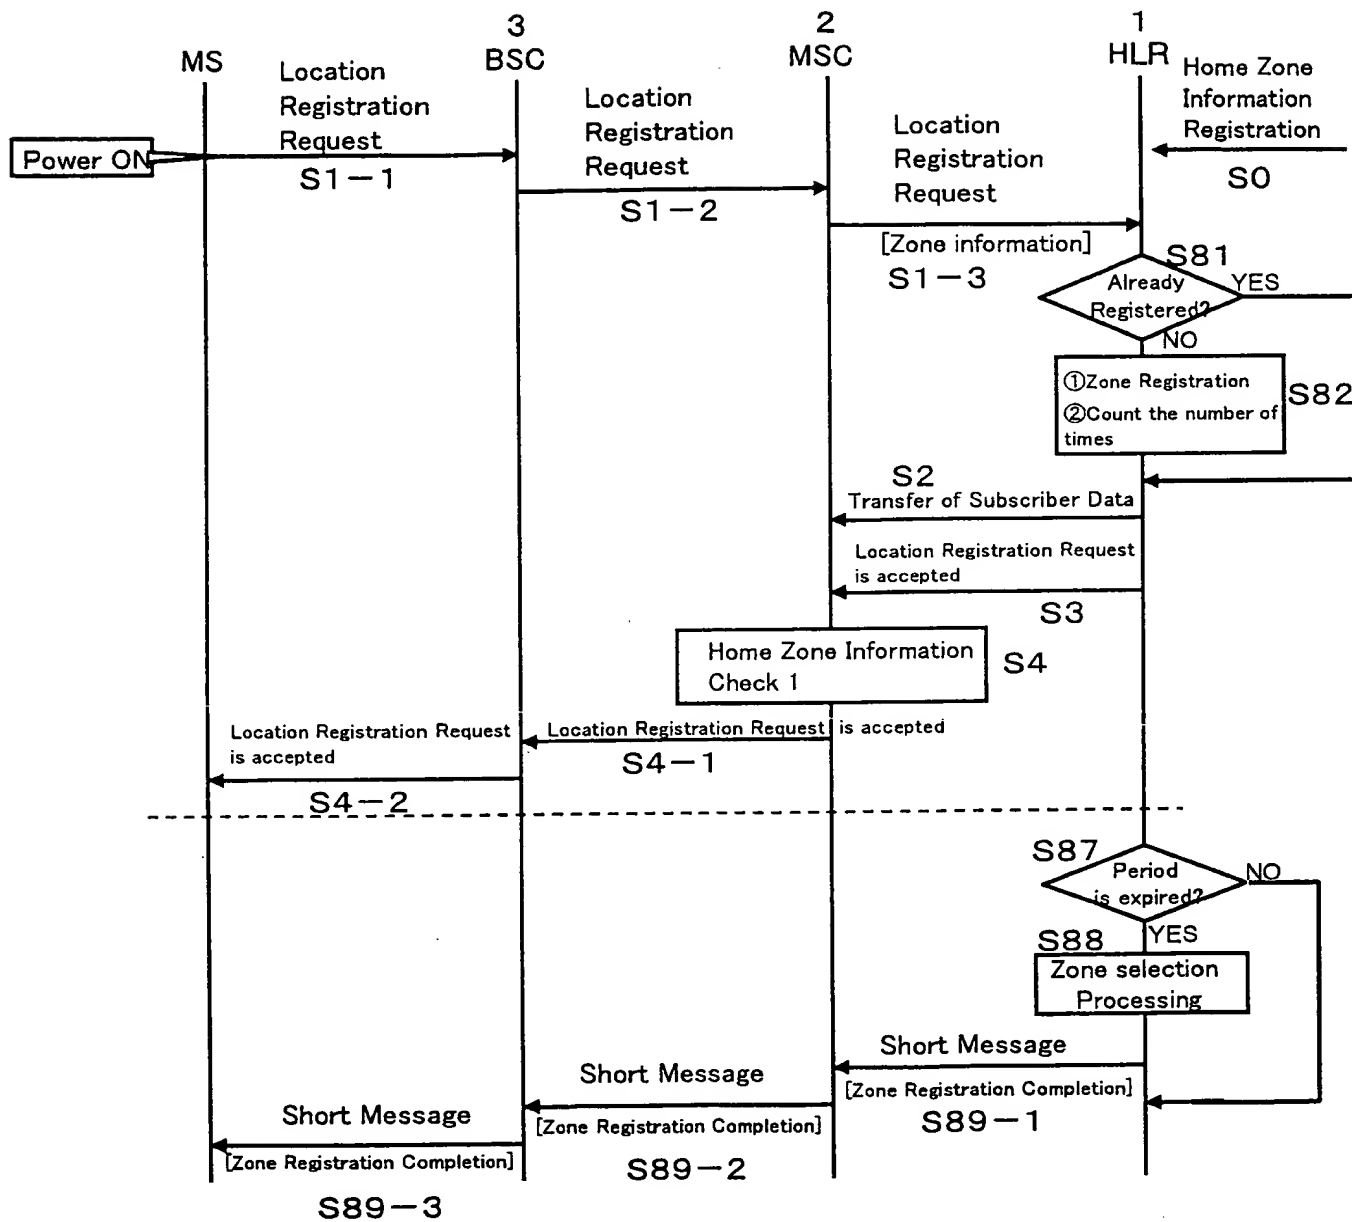 3
2
1
MS
BSC
MSC
HLR
Home Zone
Information
Registration
S0
Location
Registration
Request
S1-1
Power ON
Location
Registration
Request
S1-2
Location
Registration
Request
[Zone information]
S1-3
S81
Already
Registered?
YES
NO
①Zone Registration
②Count the number of
times
S82
S2
Transfer of Subscriber Data
Location Registration Request
is accepted
S3
Home Zone Information
Check 1
S4
Location Registration Request is accepted
S4-1
Location Registration Request
is accepted
S4-2
S87
Period
is expired?
NO
YES
S88
Zone selection
Processing
Short Message
[Zone Registration Completion]
S89-1
Short Message
[Zone Registration Completion]
S89-2
Short Message
[Zone Registration Completion]
S89-3